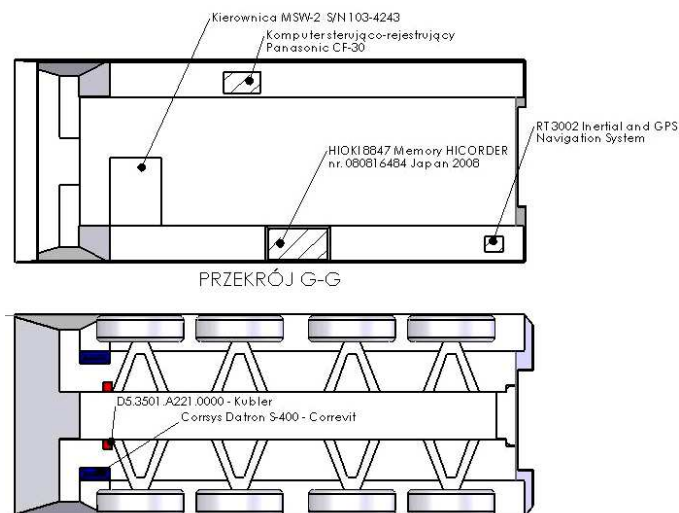 Kierownica MSW-2 S/N 103-4243
Komputer sterująco-rejestrujący
Panasonic CF-30
RT3002 Inertial and GPS
Navigation System
HIOKI 8847 Memory HICORDER
nr. 080816484 Japan 2008
PRZEKRÓJ G-G
D5.3501.A221.0000 - Kubler
Corrsys Datron S-400 - Correvit